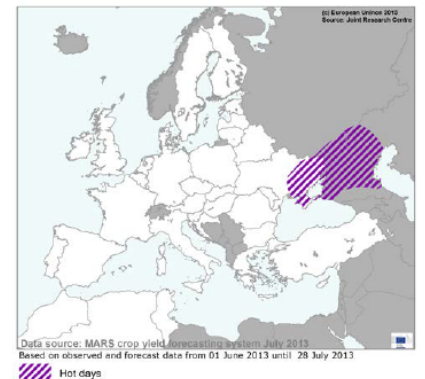 (c) European Uninon 2013
Source: Joint Research Centre
Data source: MARS crop yield forecasting system July 2013
Based on observed and forecast data from 01 June 2013 until 28 July 2013
Hot days